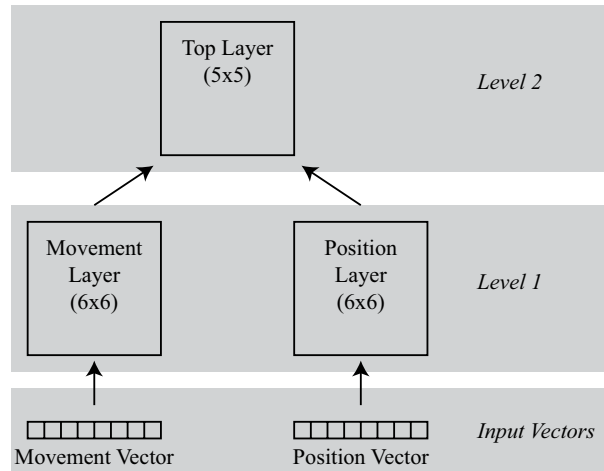 Top Layer
(5x5)
Level 2
Movement
Layer
(6x6)
Position
Layer
(6x6)
Level 1
Movement Vector
Position Vector
Input Vectors